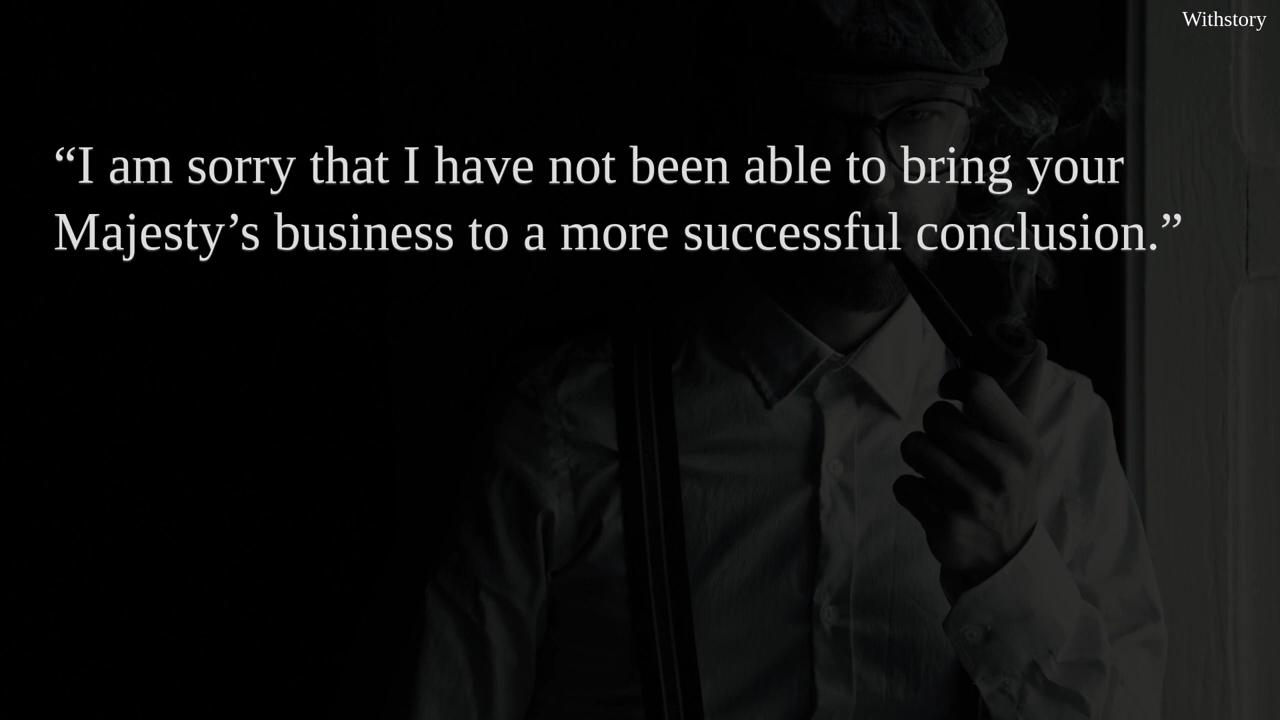 Withstory
“I am sorry that I have not been able to bring your
Majesty’s business to a more successful conclusion.”